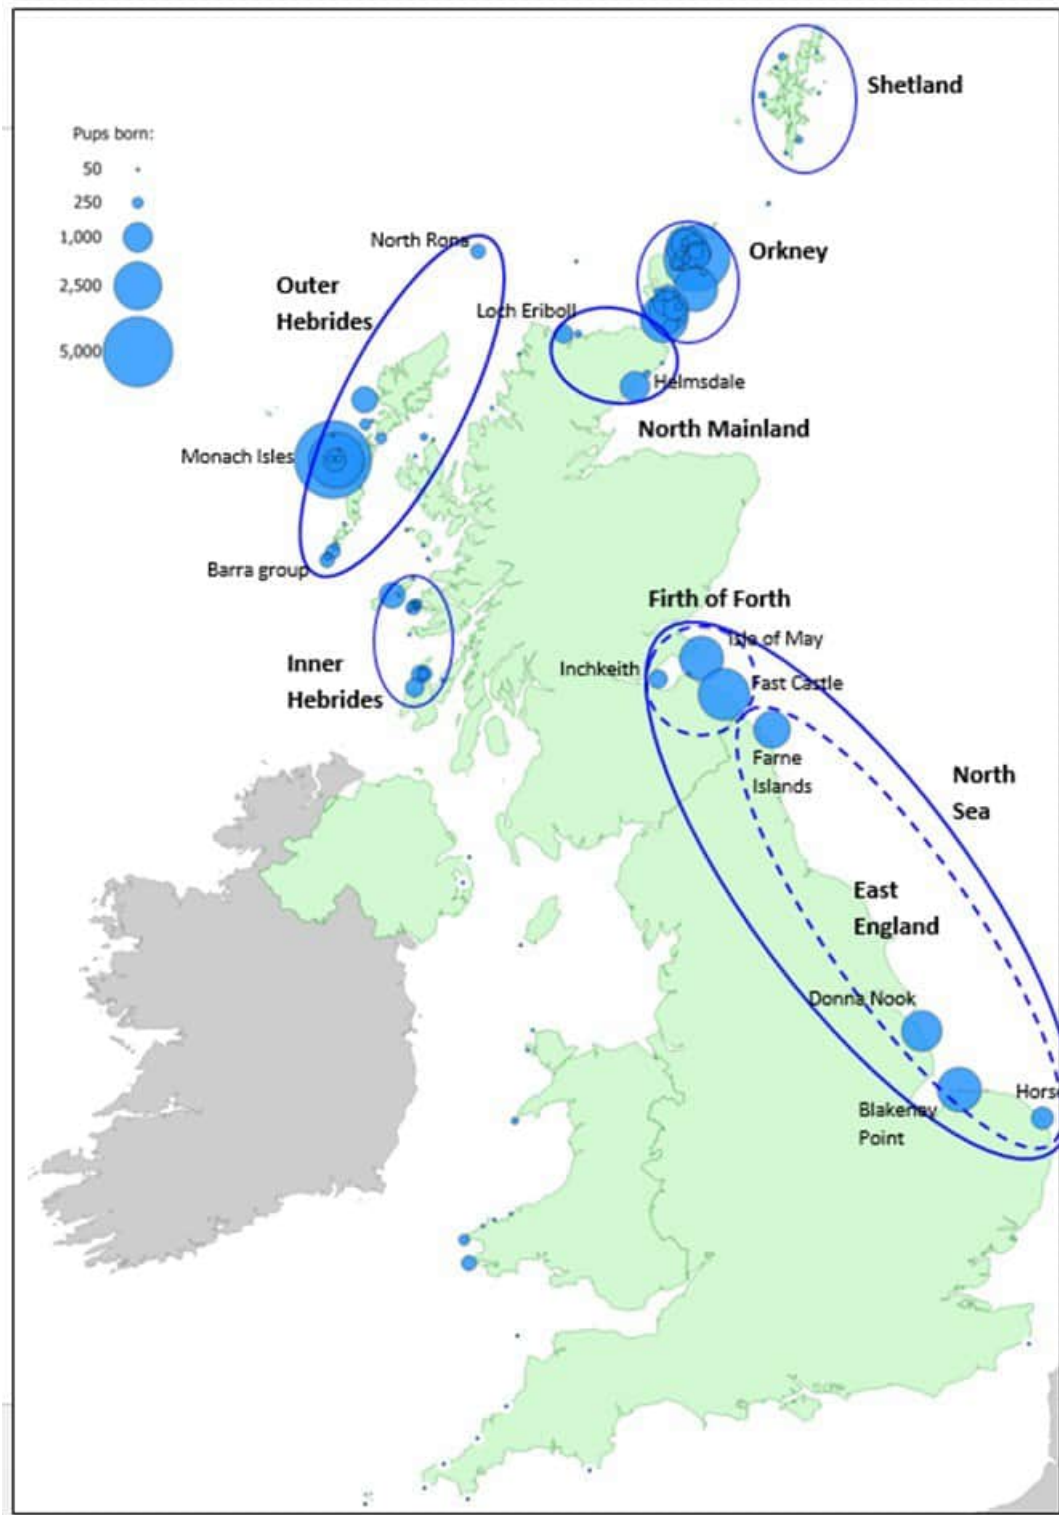 Shetland
Pups born:
50
250
1,000
2,500
5,000
North Rona
Orkney
Outer
Hebrides
Loch Eriboll
Helmsdale
North Mainland
Monach Isles
Barra group
Firth of Forth
Isle of May
Inchkeith
Fast Castle
Inner
Hebrides
Farne
Islands
North
Sea
East
England
Donna Nook
Horse
Blakeney
Point